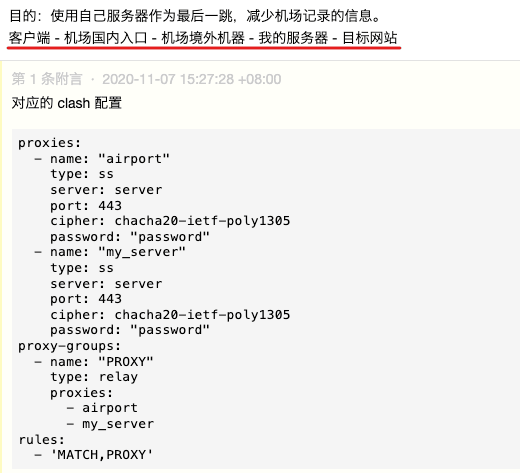 目的：使用自己服务器作为最后一跳，减少机场记录的信息。
客户端 - 机场国内入口 - 机场境外机器 - 我的服务器 - 目标网站
第 1 条附言 · 2020-11-07 15:27:28 +08:00
对应的 clash 配置
proxies:
  - name: "airport"
    type: ss
    server: server
    port: 443
    cipher: chacha20-ietf-poly1305
    password: "password"
  - name: "my_server"
    type: ss
    server: server
    port: 443
    cipher: chacha20-ietf-poly1305
    password: "password"
proxy-groups:
  - name: "PROXY"
    type: relay
    proxies:
      - airport
      - my_server
rules:
  - 'MATCH,PROXY'